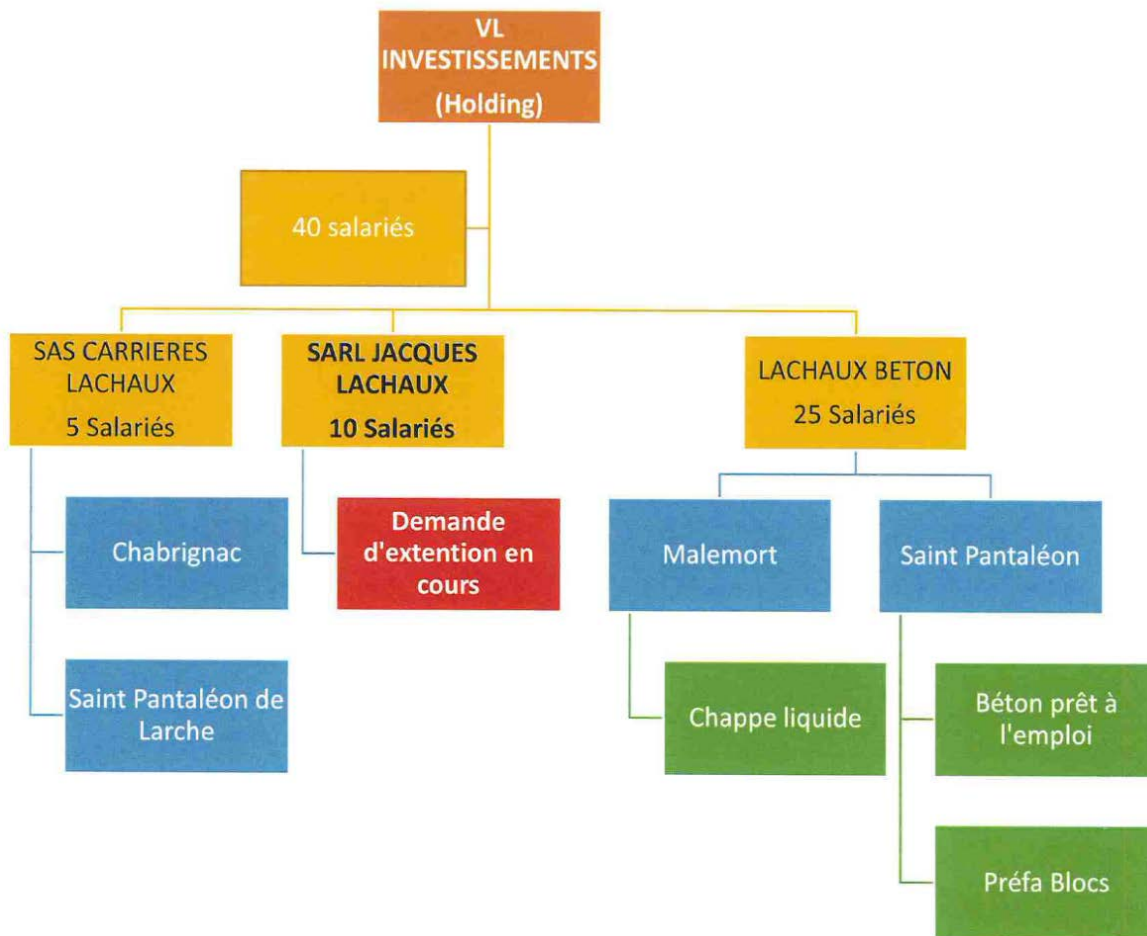 VL
INVESTISSEMENTS
(Holding)
40 salariés
SAS CARRIERES
LACHAUX
5 Salariés
SARL JACQUES
LACHAUX
10 Salariés
LACHAUX BETON
25 Salariés
Chabrignac
Demande
d'extention en
cours
Malemort
Saint Pantaléon
Saint Pantaléon de
Larche
Chappe liquide
Béton prêt à
l'emploi
Préfa Blocs